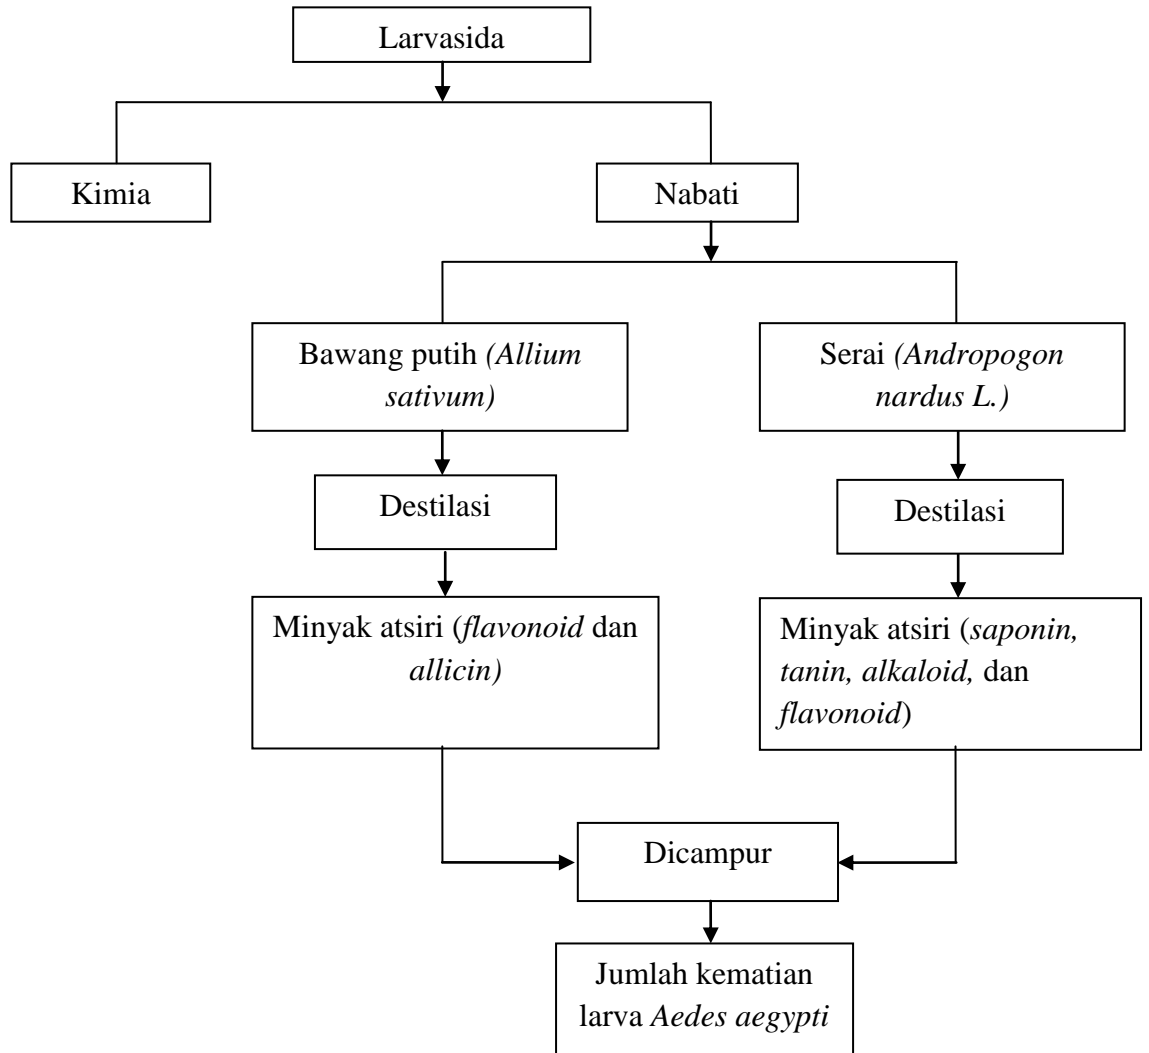 Larvasida
Kimia
Nabati
Bawang putih (Allium
sativum)
Serai (Andropogon
nardus L.)
Destilasi
Destilasi
Minyak atsiri (flavonoid dan
allicin)
Minyak atsiri (saponin,
tanin, alkaloid, dan
flavonoid)
Dicampur
Jumlah kematian
larva Aedes aegypti